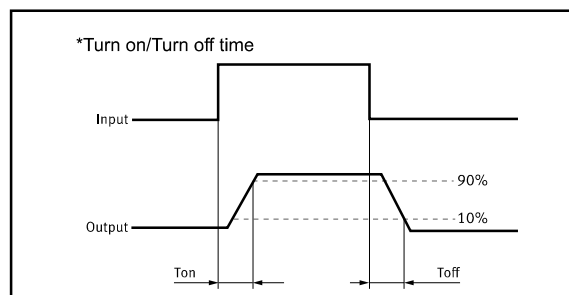 *Turn on/Turn off time
Input
90%
10%
Output
Ton
Toff